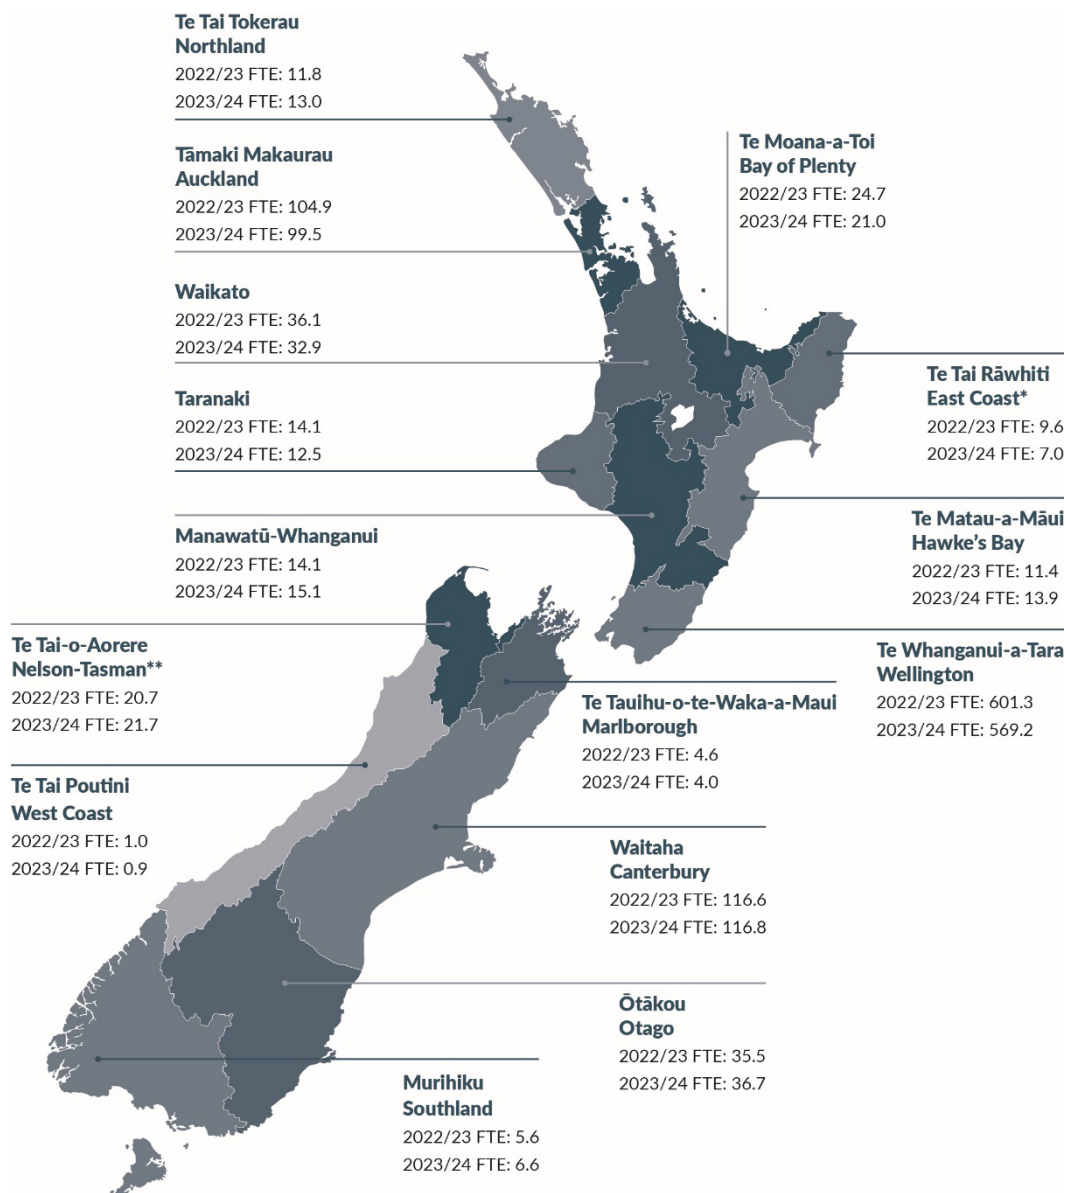 Te Tai Tokerau
Northland
2022/23 FTE: 11.8
2023/24 FTE: 13.0
Tāmaki Makaurau
Auckland
2022/23 FTE: 104.9
2023/24 FTE: 99.5
Waikato
2022/23 FTE: 36.1
2023/24 FTE: 32.9
Taranaki
2022/23 FTE: 14.1
2023/24 FTE: 12.5
Manawatū-Whanganui
2022/23 FTE: 14.1
2023/24 FTE: 15.1
Te Tai-o-Aorere
Nelson-Tasman**
2022/23 FTE: 20.7
2023/24 FTE: 21.7
Te Tai Poutini
West Coast
2022/23 FTE: 1.0
2023/24 FTE: 0.9
Te Moana-a-Toi
Bay of Plenty
2022/23 FTE: 24.7
2023/24 FTE: 21.0
Te Tai Rāwhiti
East Coast*
2022/23 FTE: 9.6
2023/24 FTE: 7.0
Te Matau-a-Māui
Hawke's Bay
2022/23 FTE: 11.4
2023/24 FTE: 13.9
Te Whanganui-a-Tara
Wellington
2022/23 FTE: 601.3
2023/24 FTE: 569.2
Te Tauihu-o-te-Waka-a-Maui
Marlborough
2022/23 FTE: 4.6
2023/24 FTE: 4.0
Waitaha
Canterbury
2022/23 FTE: 116.6
2023/24 FTE: 116.8
Ōtākou
Otago
2022/23 FTE: 35.5
2023/24 FTE: 36.7
Murihiku
Southland
2022/23 FTE: 5.6
2023/24 FTE: 6.6